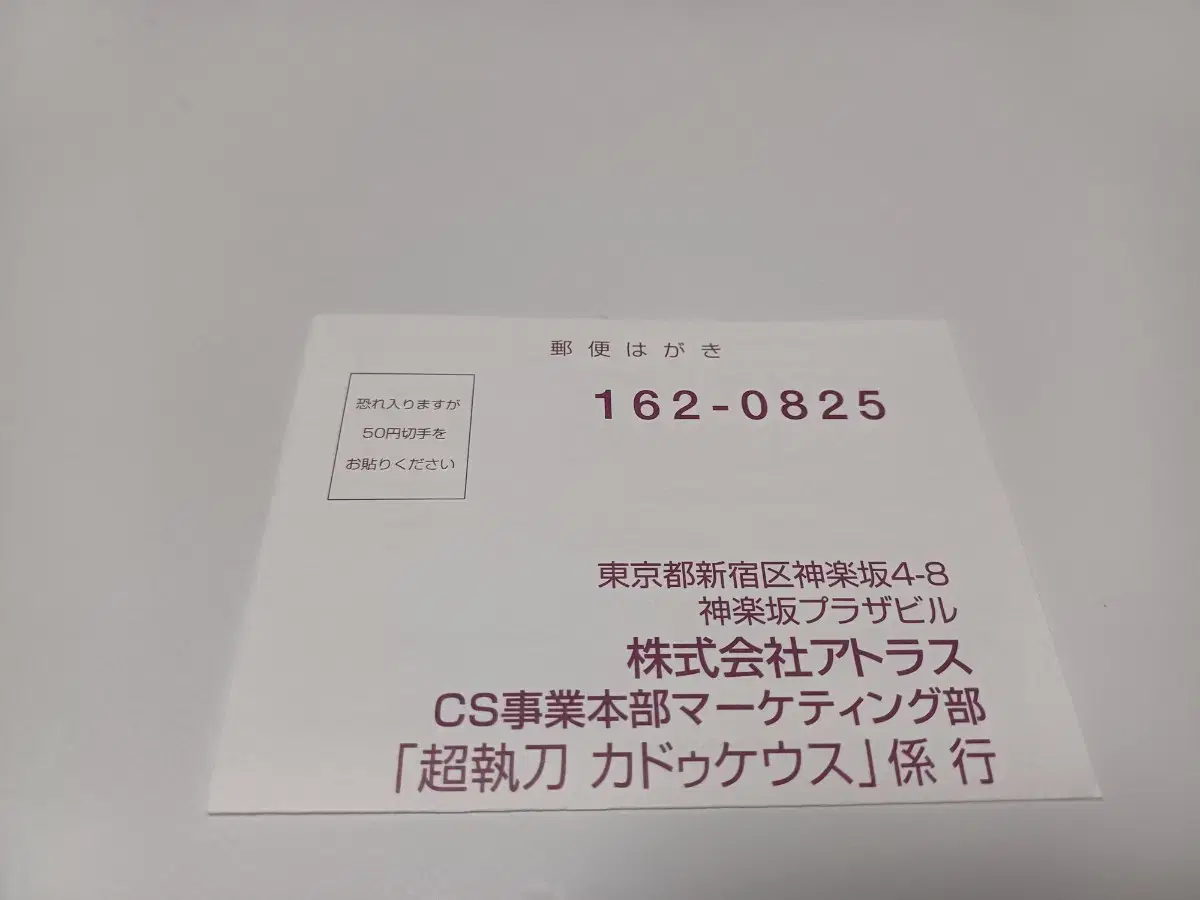 郵便はがき
恐れ入りますが
50円切手を
お貼りください
162-0825
東京都新宿区神楽坂4-8
神楽坂プラザビル
株式会社アトラス
CS事業本部マーケティング部
「超執刀 カドゥケウス」係 行